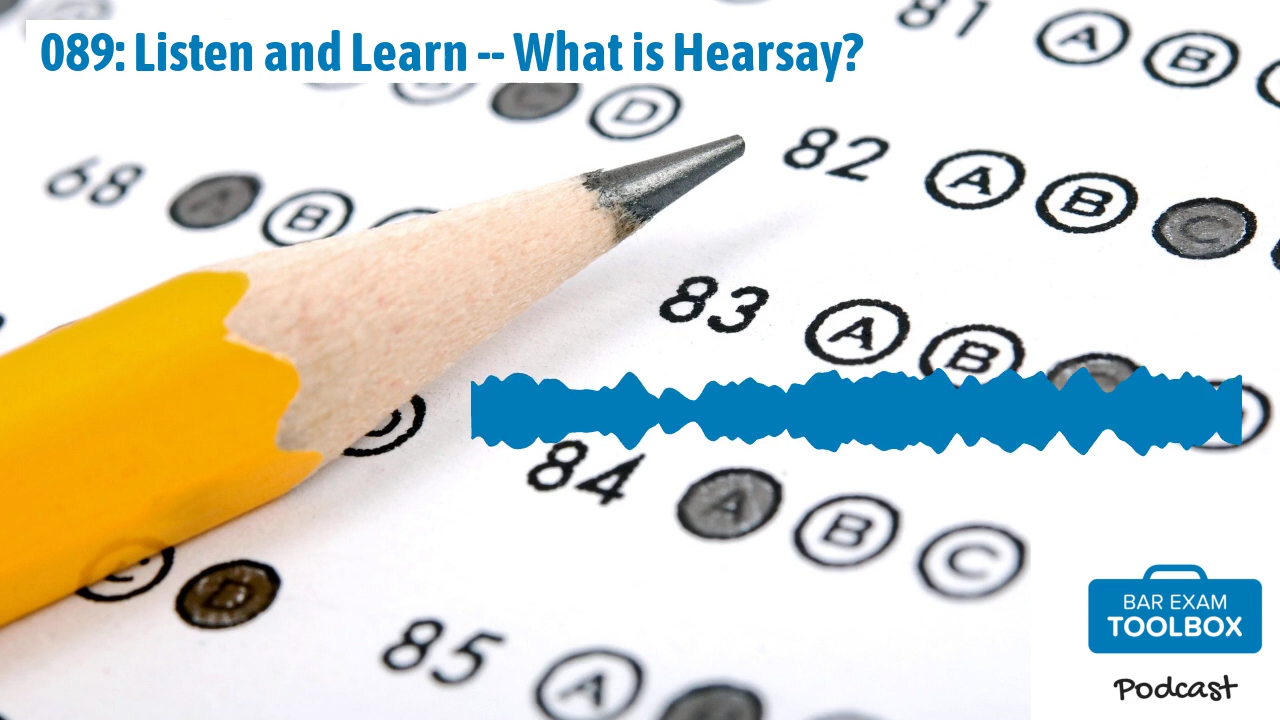 089: Listen and Learn -- What is Hearsay?
81 A B
D
82 A B C
68 A B
83 A B
84 A B C
D
85 A
BAR EXAM
TOOLBOX
Podcast